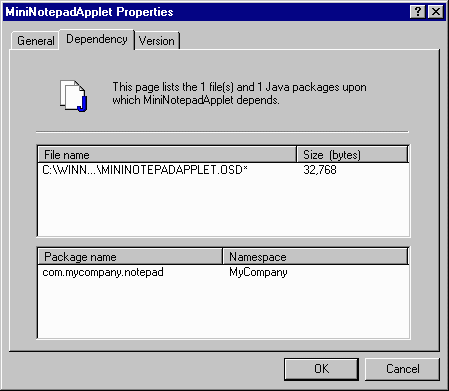 MiniNotepadApplet Properties
General Dependency Version
This page lists the 1 file(s) and 1 Java packages upon
which MiniNotepadApplet depends.
File name Size (bytes)
C:\WINN...\MININOTEPADAPPLET.OSD* 32,768
Package name Namespace
com.mycompany.notepad MyCompany
OK Cancel